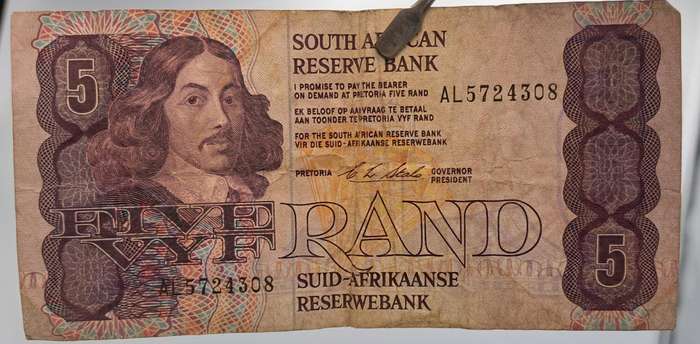 5
SOUTH AFRICAN
RESERVE BANK
I PROMISE TO PAY THE BEARER
ON DEMAND AT PRETORIA FIVE RAND
AL5724308
EK BELOOF OP AANVRAAG TE BETAAL
AAN TOONDER TE PRETORIA VYF RAND
FOR THE SOUTH AFRICAN RESERVE BANK
VIR DIE SUID-AFRIKAANSE RESERWEBANK
PRETORIA GOVERNOR
PRESIDENT
FIVE RAND
VYF
AL5724308
SUID-AFRIKAANSE
RESERWEBANK
5